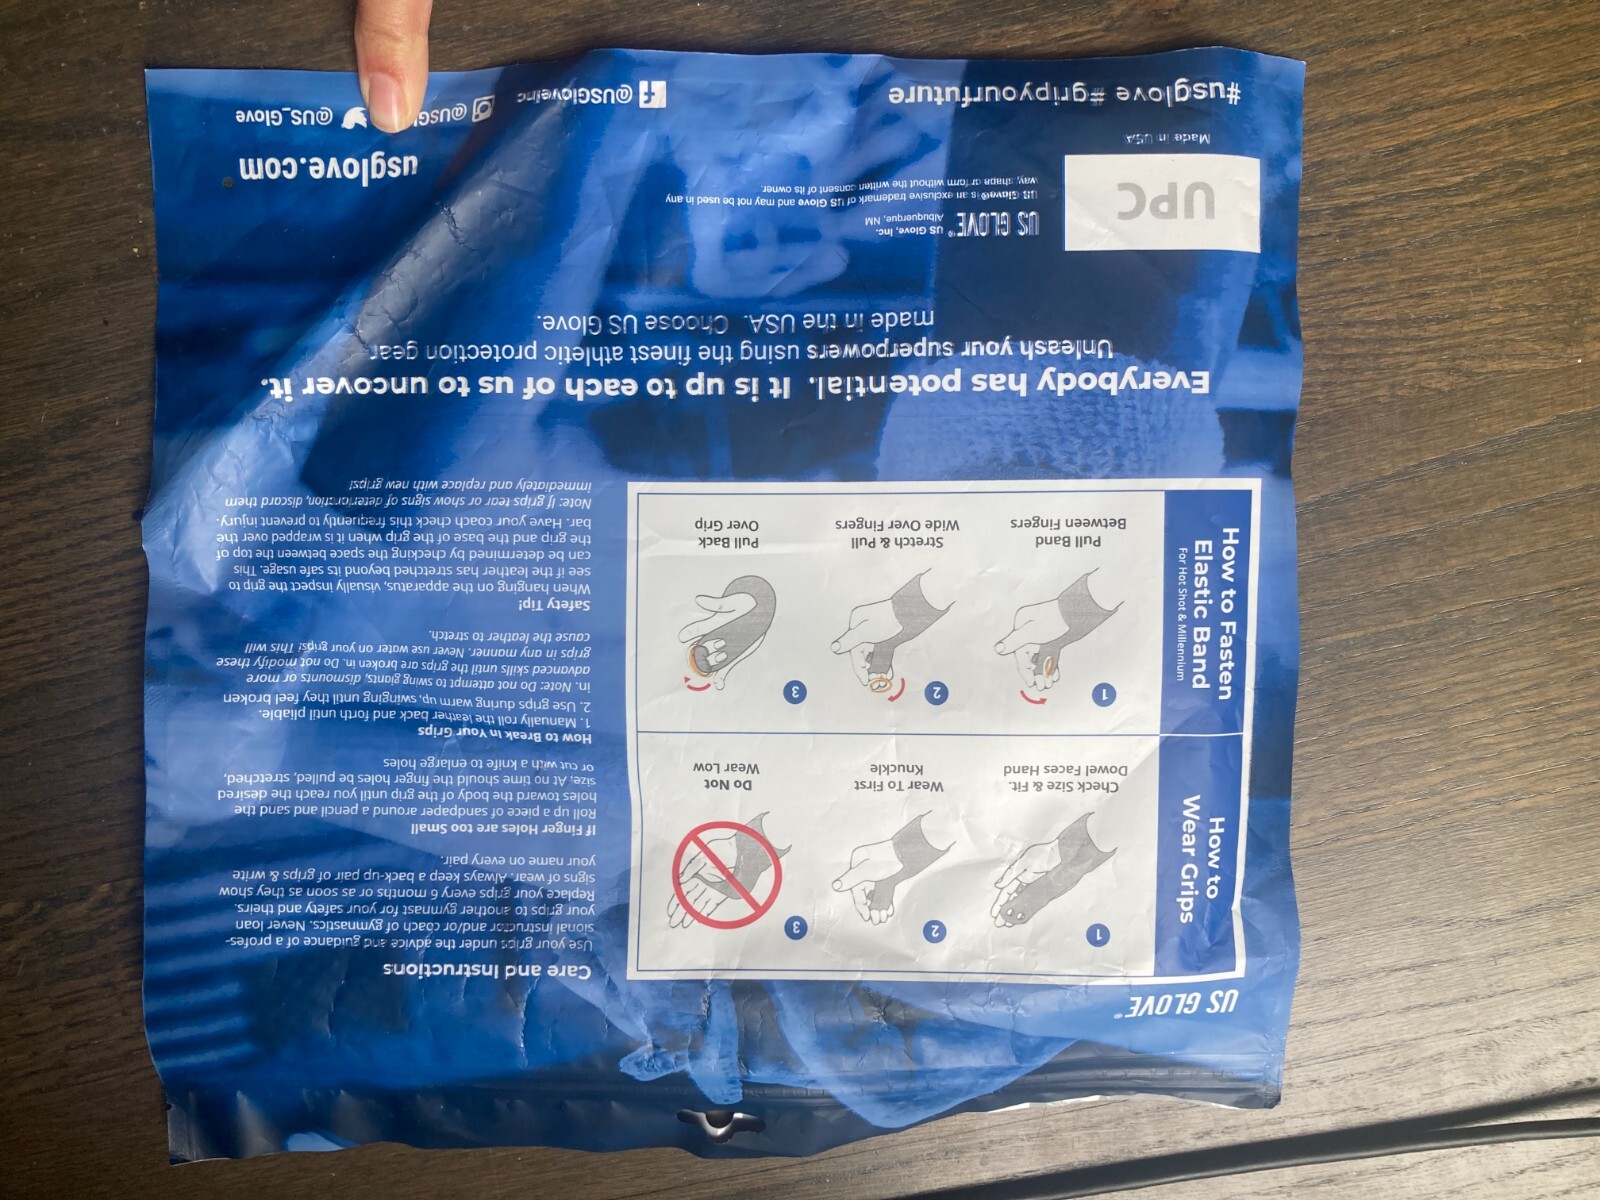 US GLOVE®
How to
Wear Grips
1
Check Size & Fit.
Dowel Faces Hand
2
Wear To First
Knuckle
3
Do Not
Wear Low
How to Fasten
Elastic Band
For Hot Shot & Millennium
1
Pull Band
Between Fingers
2
Stretch & Pull
Wide Over Fingers
3
Pull Back
Over Grip
Care and Instructions
Use your grips under the advice and guidance of a profes-
sional instructor and/or coach of gymnastics. Never loan
your grips to another gymnast for your safety and theirs.
Replace your grips every 6 months or as soon as they show
signs of wear. Always keep a back-up pair of grips & write
your name on every pair.
If Finger Holes are too Small
Roll up a piece of sandpaper around a pencil and sand the
holes toward the body of the grip until you reach the desired
size, At no time should the finger holes be pulled, stretched,
or cut with a knife to enlarge holes
How to Break In Your Grips
1. Manually roll the leather back and forth until pliable.
2. Use grips during warm up, swinging until they feel broken
in. Note: Do not attempt to swing giants, dismounts or more
advanced skills until the grips are broken in. Do not modify these
grips in any manner. Never use water on your grips! This will
cause the leather to stretch.
Safety Tip!
When hanging on the apparatus, visually inspect the grip to
see if the leather has stretched beyond its safe usage. This
can be determined by checking the space between the top of
the grip and the base of the grip when it is wrapped over the
bar. Have your coach check this frequently to prevent injury.
Note: If grips tear or show signs of deterioration, discard them
immediately and replace with new grips!
Everybody has potential. It is up to each of us to uncover it.
Unleash your superpowers using the finest athletic protection gear
made in the USA. Choose US Glove.
UPC
Made in USA
US GLOVE® US Glove, Inc.
Albuquerque, NM
US Glove® is an exclusive trademark of US Glove and may not be used in any
way, shape or form without the written consent of its owner.
usglove.com
#usglove #gripyourfuture
@USGloveInc
@US_Glove